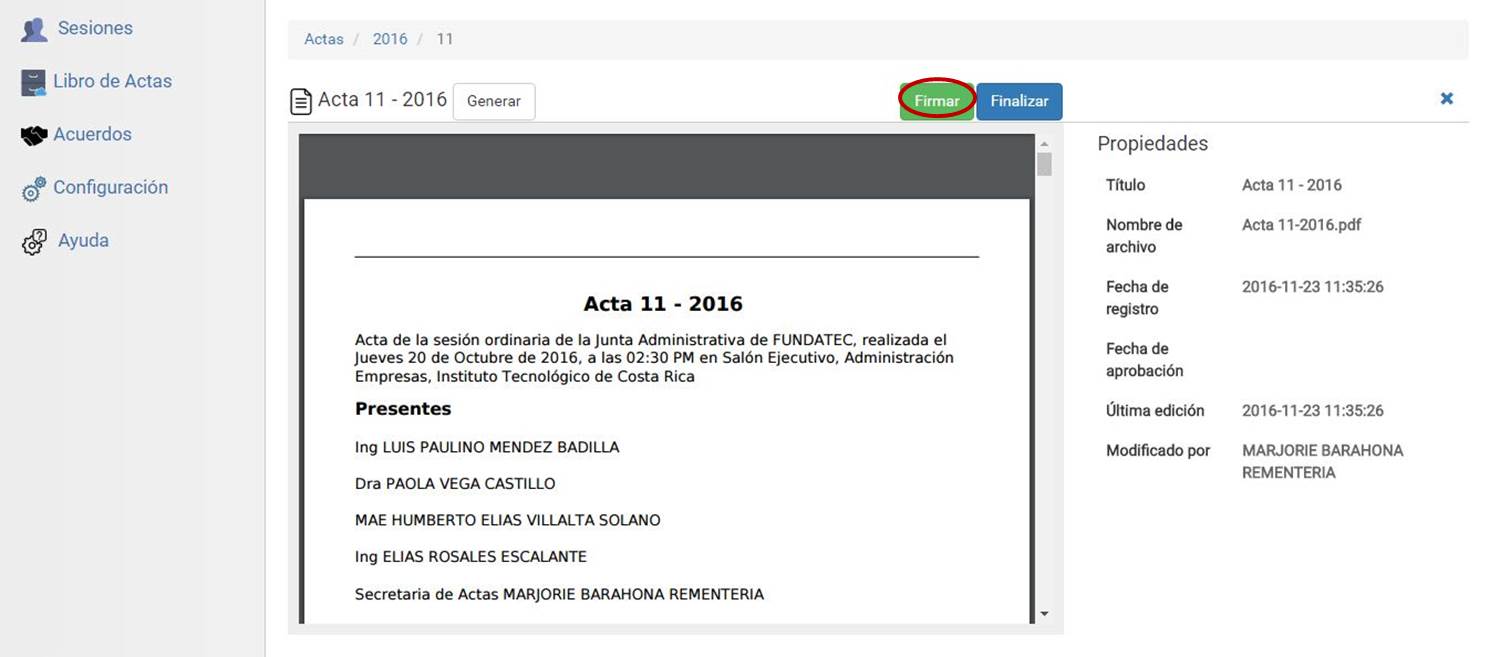 Sesiones
Libro de Actas
Acuerdos
Configuración
Ayuda
Actas / 2016 / 11
Acta 11 - 2016 Generar Firmar Finalizar
Acta 11 - 2016
Acta de la sesión ordinaria de la Junta Administrativa de FUNDATEC, realizada el
Jueves 20 de Octubre de 2016, a las 02:30 PM en Salón Ejecutivo, Administración
Empresas, Instituto Tecnológico de Costa Rica
Presentes
Ing LUIS PAULINO MENDEZ BADILLA
Dra PAOLA VEGA CASTILLO
MAE HUMBERTO ELIAS VILLALTA SOLANO
Ing ELIAS ROSALES ESCALANTE
Secretaria de Actas MARJORIE BARAHONA REMENTERIA
Propiedades
Título Acta 11 - 2016
Nombre de Acta 11-2016.pdf
archivo
Fecha de 2016-11-23 11:35:26
registro
Fecha de
aprobación
Última edición 2016-11-23 11:35:26
Modificado por MARJORIE BARAHONA
REMENTERIA